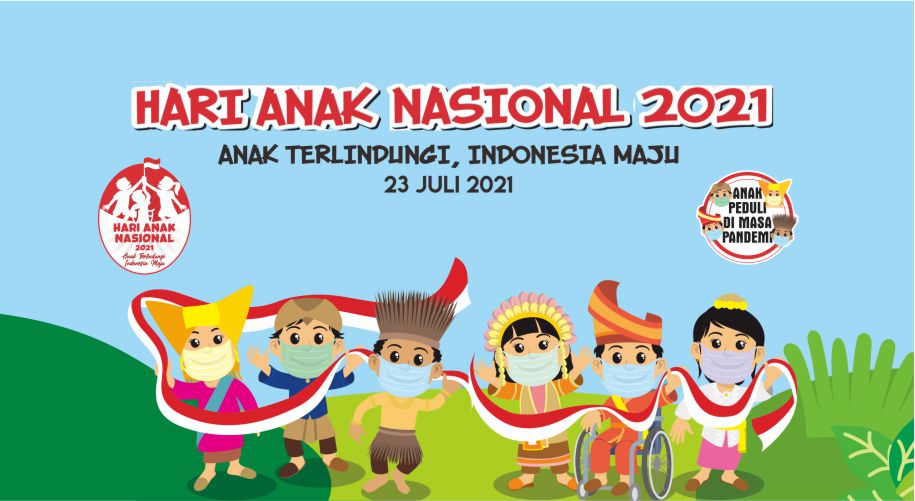 HARI ANAK NASIONAL 2021
ANAK TERLINDUNGI, INDONESIA MAJU
23 JULI 2021
HARI ANAK
NASIONAL
2021
Anak Terlindungi
Indonesia Maju
ANAK
PEDULI
DI MASA
PANDEMI